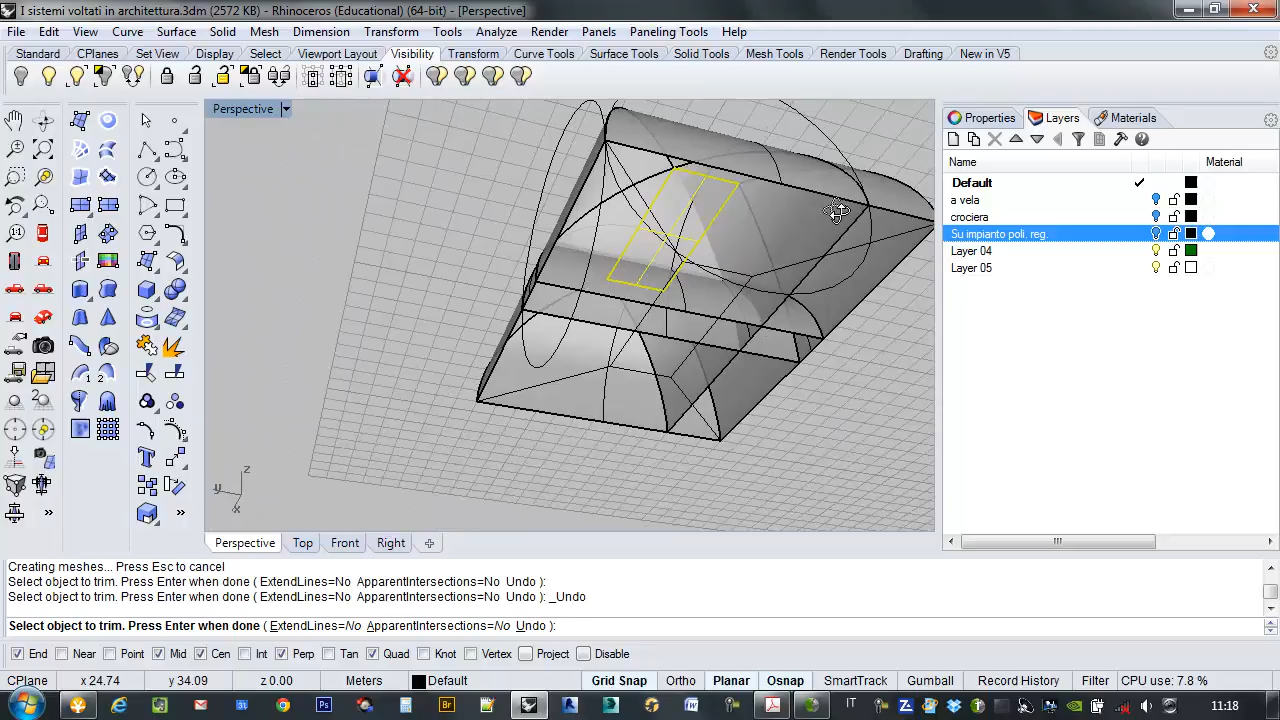 I sistemi voltati in architettura.3dm (2572 KB) - Rhinoceros (Educational) (64-bit) - [Perspective]
File Edit View Curve Surface Solid Mesh Dimension Transform Tools Analyze Render Panels Paneling Tools Help
Standard CPlanes Set View Display Select Viewport Layout Visibility Transform Curve Tools Surface Tools Solid Tools Mesh Tools Render Tools Drafting New in V5
Perspective
Properties Layers Materials
Name Material
Default
a vela
crociera
Su impianto poli. reg.
Layer 04
Layer 05
z
y
x
Perspective Top Front Right
Creating meshes... Press Esc to cancel
Select object to trim. Press Enter when done ( ExtendLines=No ApparentIntersections=No Undo ):
Select object to trim. Press Enter when done ( ExtendLines=No ApparentIntersections=No Undo ): _Undo
Select object to trim. Press Enter when done ( ExtendLines=No ApparentIntersections=No Undo ):
End Near Point Mid Cen Int Perp Tan Quad Knot Vertex Project Disable
CPlane x 24.74 y 34.09 z 0.00 Meters Default Grid Snap Ortho Planar Osnap SmartTrack Gumball Record History Filter CPU use: 7.8 %
Ps Br IT 11:18